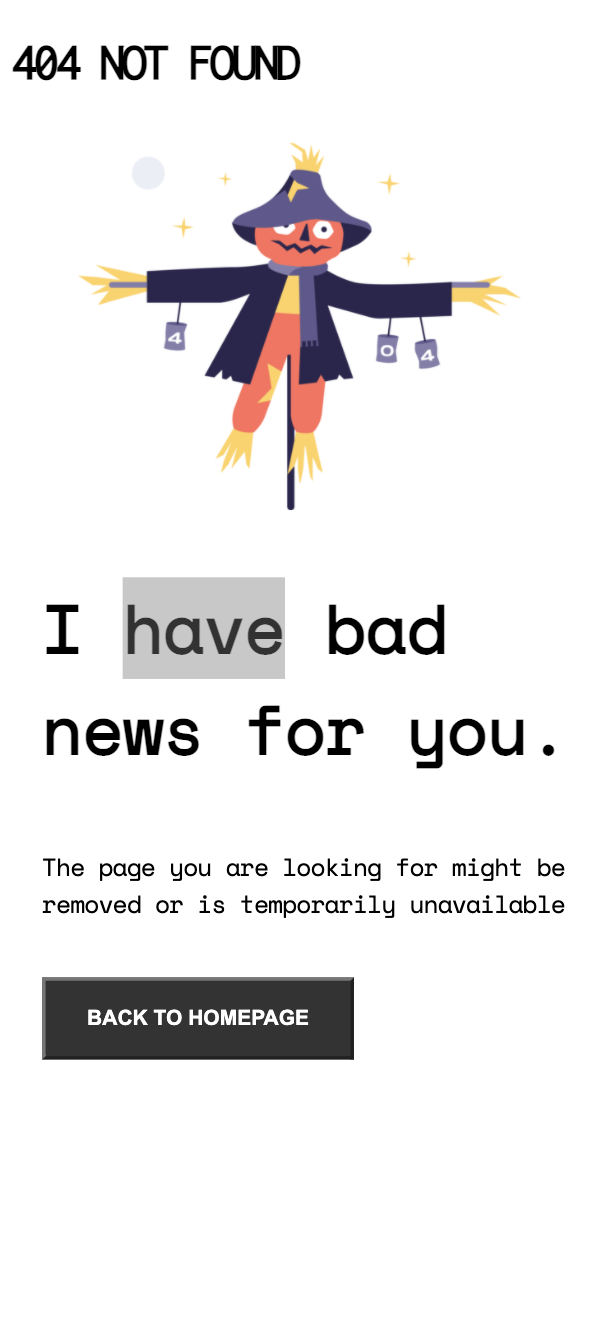 404 NOT FOUND
4
0 4
I have bad
news for you.
The page you are looking for might be
removed or is temporarily unavailable
BACK TO HOMEPAGE